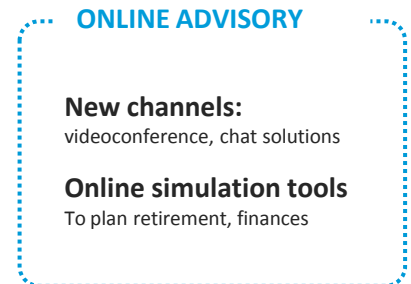 ONLINE ADVISORY
New channels:
videoconference, chat solutions
Online simulation tools
To plan retirement, finances